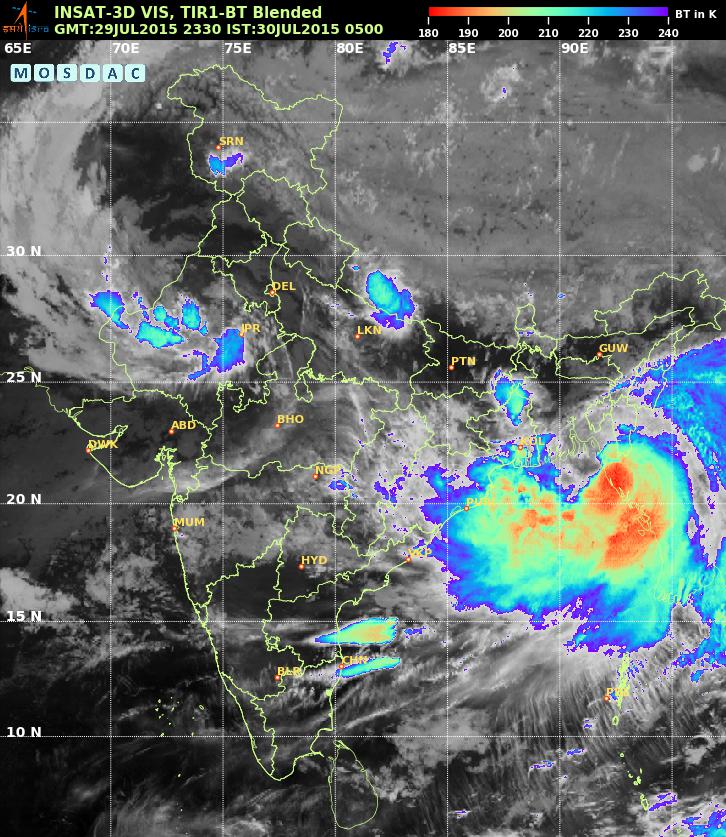 INSAT-3D VIS, TIR1-BT Blended
GMT:29JUL2015 2330 IST:30JUL2015 0500
BT in K
180 190 200 210 220 230 240
65E 70E 75E 80E 85E 90E
MOSDAC
SRN
30 N
DEL
JPR
LKN
GUW
PTN
25 N
ABD
BHO
DWK
KOL
NGP
20 N
MUM
HYD
15 N
CHN
BLR
10 N